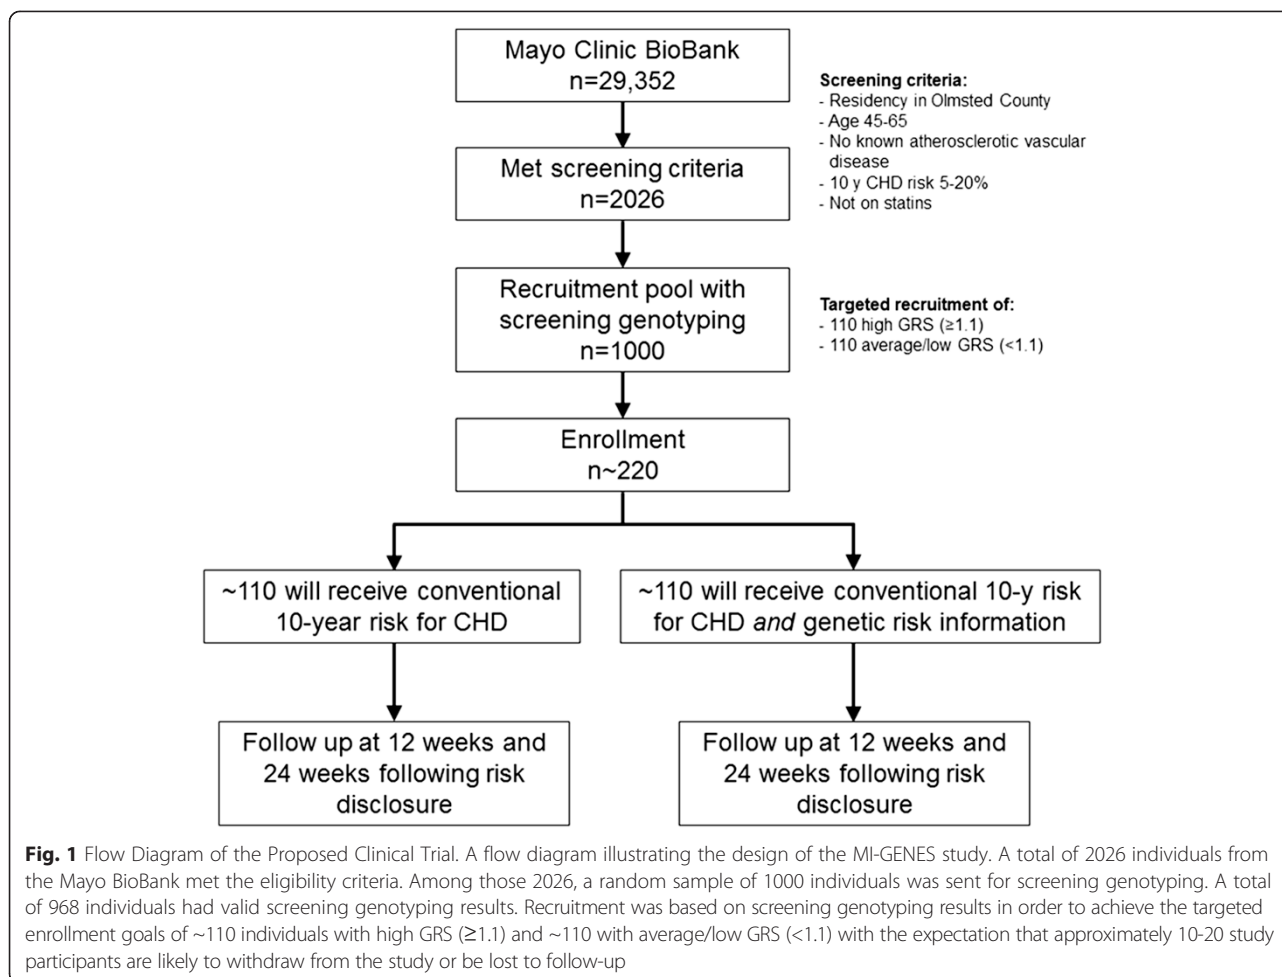 Mayo Clinic BioBank
n=29,352
Screening criteria:
- Residency in Olmsted County
- Age 45-65
- No known atherosclerotic vascular
disease
- 10 y CHD risk 5-20%
- Not on statins
Met screening criteria
n=2026
Recruitment pool with
screening genotyping
n=1000
Targeted recruitment of:
- 110 high GRS (≥1.1)
- 110 average/low GRS (<1.1)
Enrollment
n~220
~110 will receive conventional
10-year risk for CHD
~110 will receive conventional 10-y risk
for CHD and genetic risk information
Follow up at 12 weeks and
24 weeks following risk
disclosure
Follow up at 12 weeks and
24 weeks following risk
disclosure
Fig. 1 Flow Diagram of the Proposed Clinical Trial. A flow diagram illustrating the design of the MI-GENES study. A total of 2026 individuals from
the Mayo BioBank met the eligibility criteria. Among those 2026, a random sample of 1000 individuals was sent for screening genotyping. A total
of 968 individuals had valid screening genotyping results. Recruitment was based on screening genotyping results in order to achieve the targeted
enrollment goals of ~110 individuals with high GRS (≥1.1) and ~110 with average/low GRS (<1.1) with the expectation that approximately 10-20 study
participants are likely to withdraw from the study or be lost to follow-up